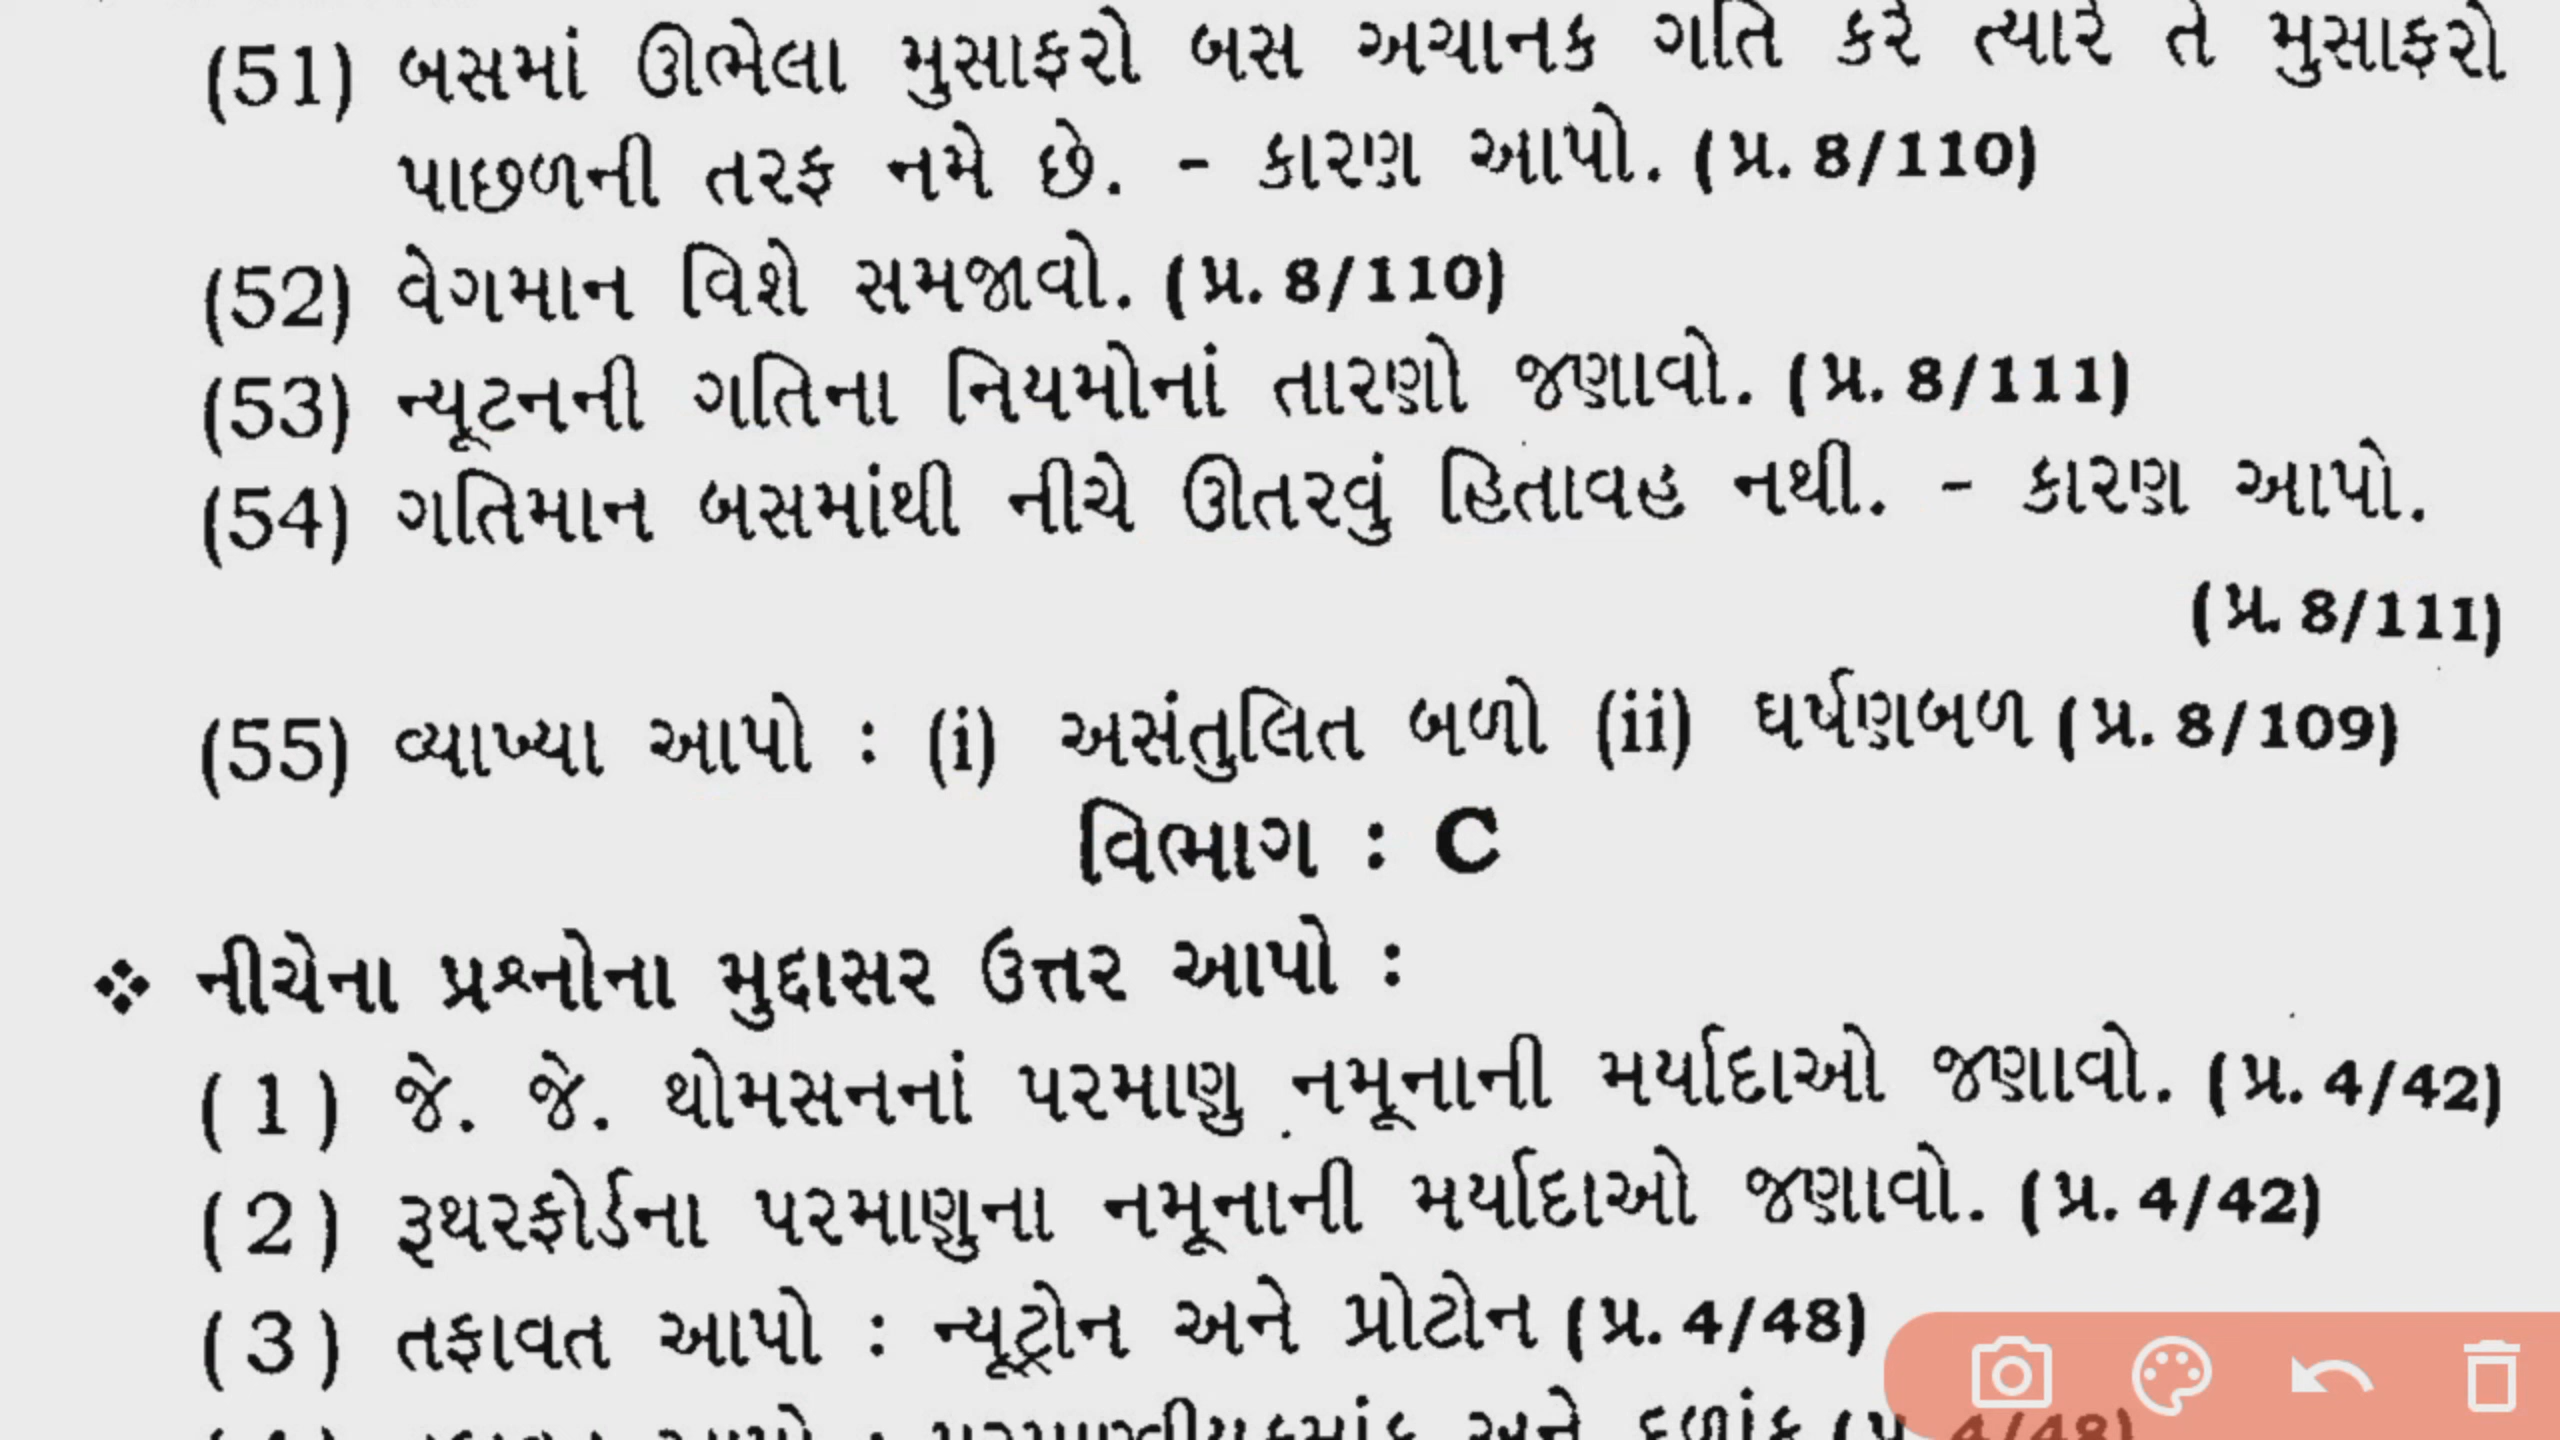 (51) બસમાં ઊભેલા મુસાફરો બસ અચાનક ગતિ કરે ત્યારે તે મુસાફરો
પાછળની તરફ નમે છે. - કારણ આપો. (પ્ર. 8/110)
(52) વેગમાન વિશે સમજાવો. (પ્ર. 8/110)
(53) ન્યૂટનની ગતિના નિયમોનાં તારણો જણાવો. (પ્ર. 8/111)
(54) ગતિમાન બસમાંથી નીચે ઊતરવું હિતાવહ નથી. - કારણ આપો.
(પ્ર. 8/111)
(55) વ્યાખ્યા આપો : (i) અસંતુલિત બળો (ii) ઘર્ષણબળ (પ્ર. 8/109)
વિભાગ : C
❖ નીચેના પ્રશ્નોના મુદ્દાસર ઉત્તર આપો :
(1) જે. જે. થોમસનનાં પરમાણુ નમૂનાની મર્યાદાઓ જણાવો. (પ્ર. 4/42)
(2) રૂથરફોર્ડના પરમાણુના નમૂનાની મર્યાદાઓ જણાવો. (પ્ર. 4/42)
(3) તફાવત આપો : ન્યૂટ્રોન અને પ્રોટોન (પ્ર. 4/48)
અને દળાંક (પ્ર. 4/48)